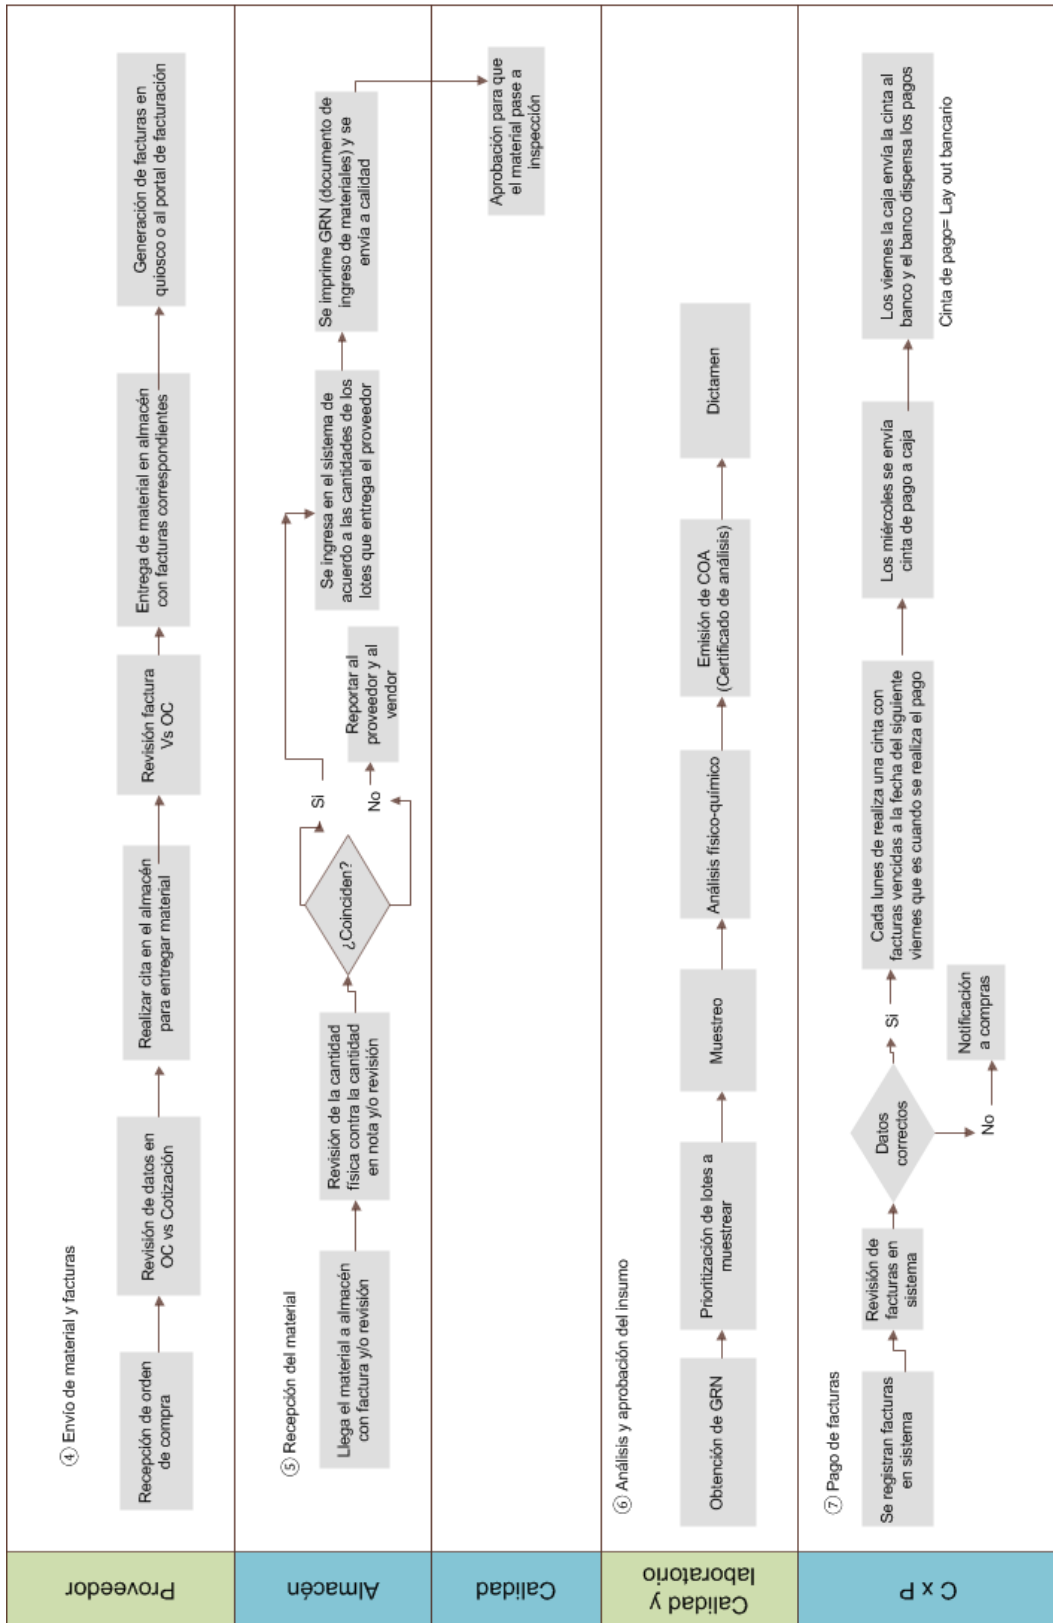 Proveedor
④ Envío de material y facturas
Recepción de orden
de compra
Revisión de datos en
OC vs Cotización
Realizar cita en el almacén
para entregar material
Revisión factura
Vs OC
Entrega de material en almacén
con facturas correspondientes
Generación de facturas en
quiosco o al portal de facturación
Almacén
⑤ Recepción del material
Llega el material a almacén
con factura y/o revisión
Revisión de la cantidad
física contra la cantidad
en nota y/o revisión
¿Coinciden?
Si
No
Reportar al
proveedor y al
vendor
Se ingresa en el sistema de
acuerdo a las cantidades de los
lotes que entrega el proveedor
Se imprime GRN (documento de
ingreso de materiales) y se
envía a calidad
Calidad
Aprobación para que
el material pase a
inspección
Calidad y
laboratorio
⑥ Análisis y aprobación del insumo
Obtención de GRN
Prioritización de lotes a
muestrear
Muestreo
Análisis físico-químico
Emisión de COA
(Certificado de análisis)
Dictamen
C x P
⑦ Pago de facturas
Se registran facturas
en sistema
Revisión de
facturas en
sistema
Datos
correctos
Si
No
Notificación
a compras
Cada lunes de realiza una cinta con
facturas vencidas a la fecha del siguiente
viernes que es cuando se realiza el pago
Los miércoles se envía
cinta de pago a caja
Los viernes la caja envía la cinta al
banco y el banco dispensa los pagos
Cinta de pago= Lay out bancario